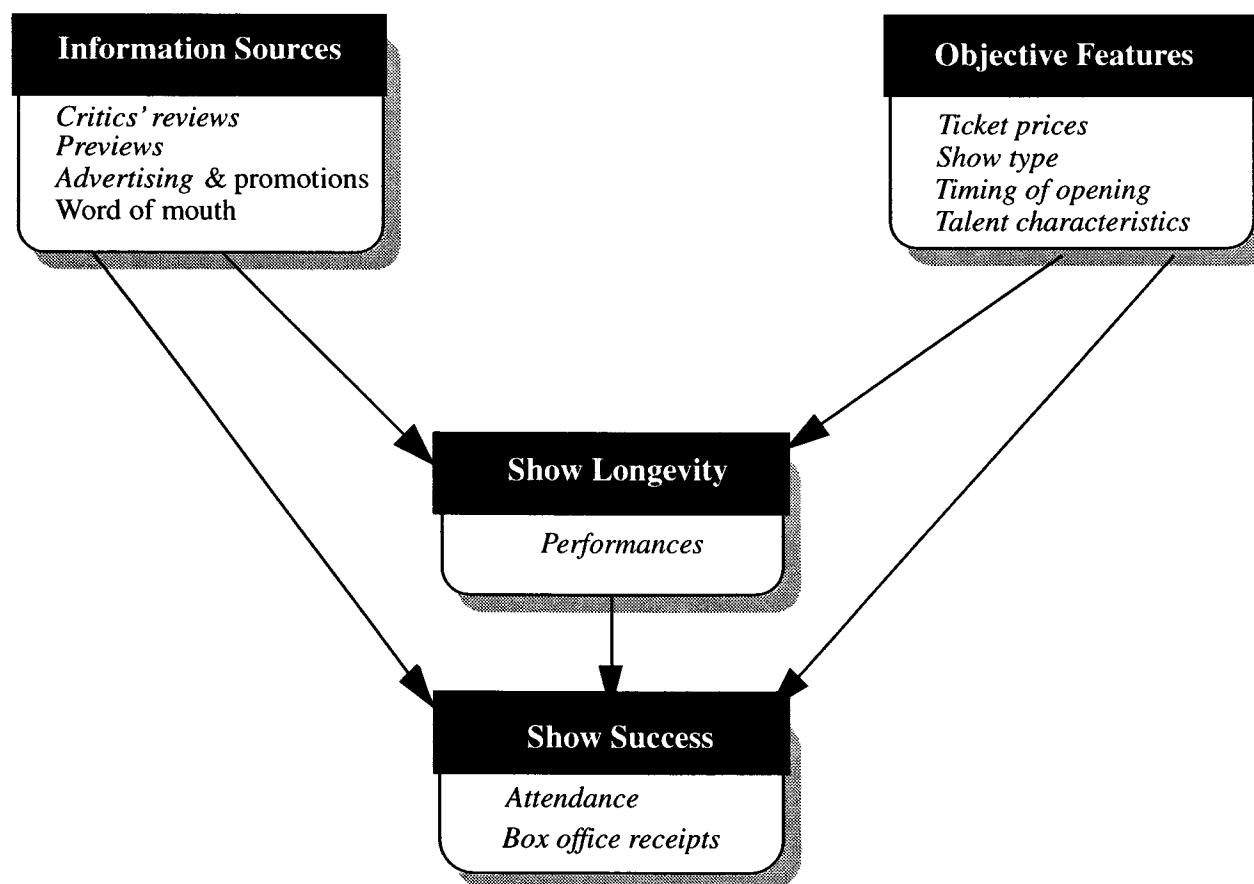 Information Sources
Critics’ reviews
Previews
Advertising & promotions
Word of mouth
Objective Features
Ticket prices
Show type
Timing of opening
Talent characteristics
Show Longevity
Performances
Show Success
Attendance
Box office receipts